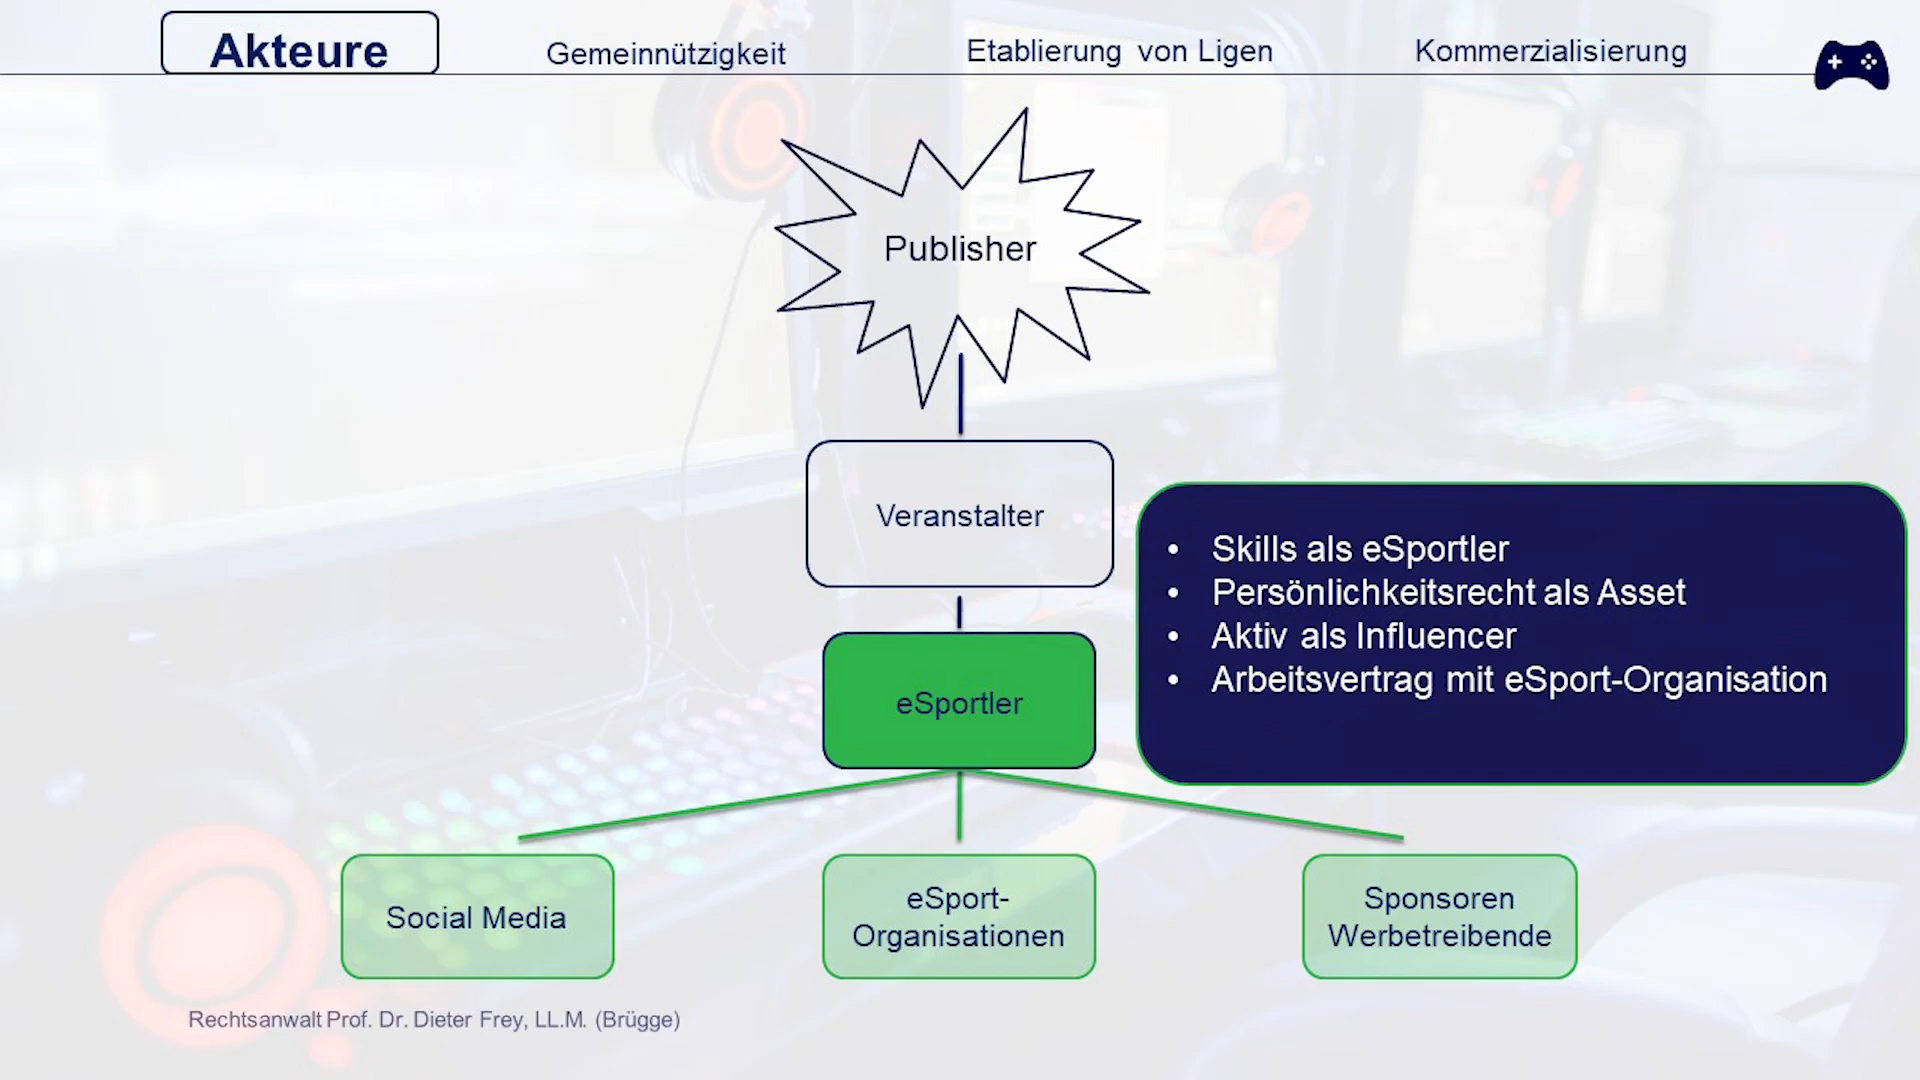 Akteure
Gemeinnützigkeit
Etablierung von Ligen
Kommerzialisierung
Publisher
Veranstalter
• Skills als eSportler
• Persönlichkeitsrecht als Asset
• Aktiv als Influencer
• Arbeitsvertrag mit eSport-Organisation
eSportler
Social Media
eSport-
Organisationen
Sponsoren
Werbetreibende
Rechtsanwalt Prof. Dr. Dieter Frey, LL.M. (Brügge)